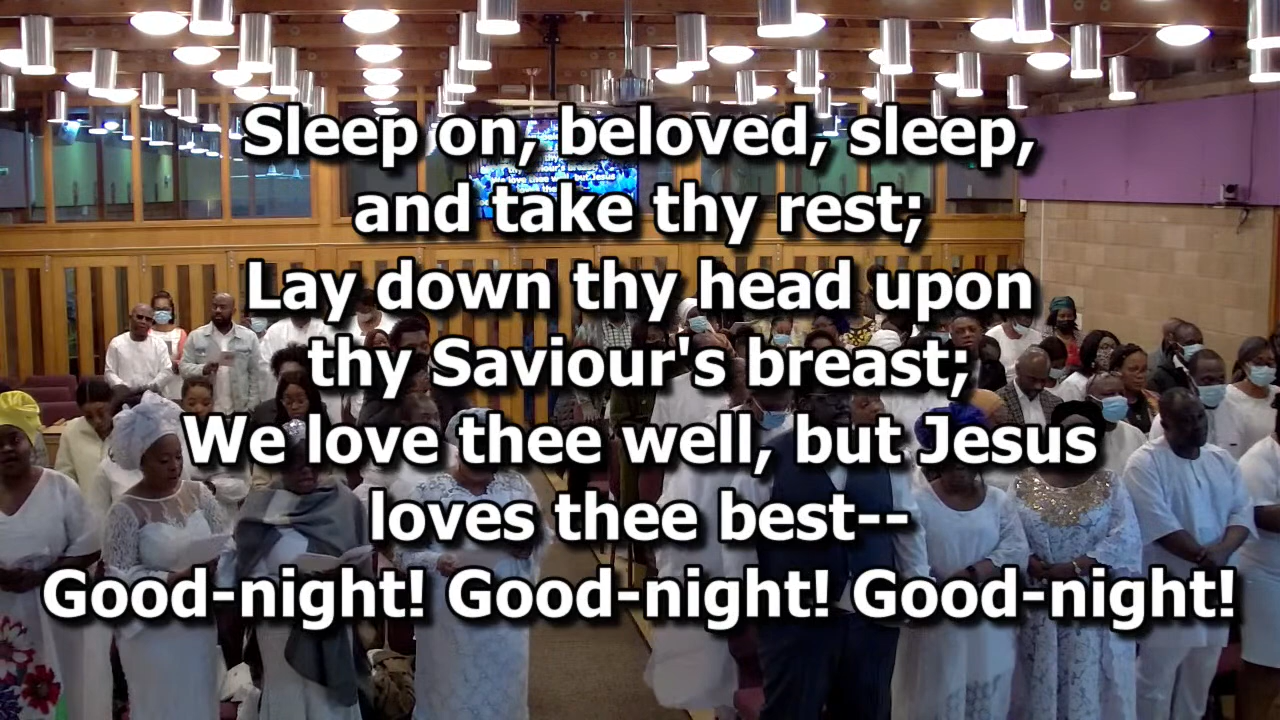 Sleep on, beloved, sleep,
and take thy rest;
Lay down thy head upon
thy Saviour's breast;
We love thee well, but Jesus
loves thee best--
Good-night! Good-night! Good-night!